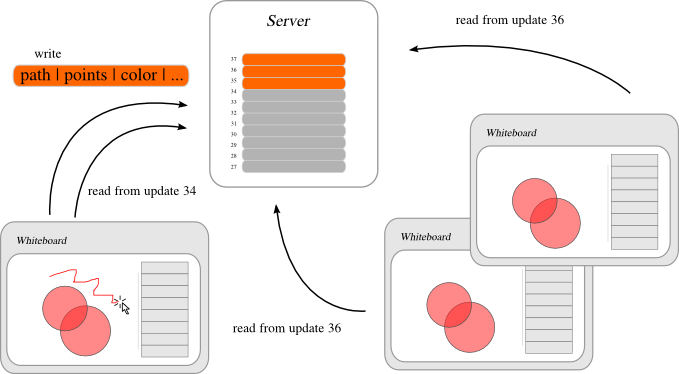 Server
read from update 36
write
path | points | color | ...
37
36
35
34
33
32
31
30
29
28
27
read from update 34
Whiteboard
Whiteboard
Whiteboard
read from update 36